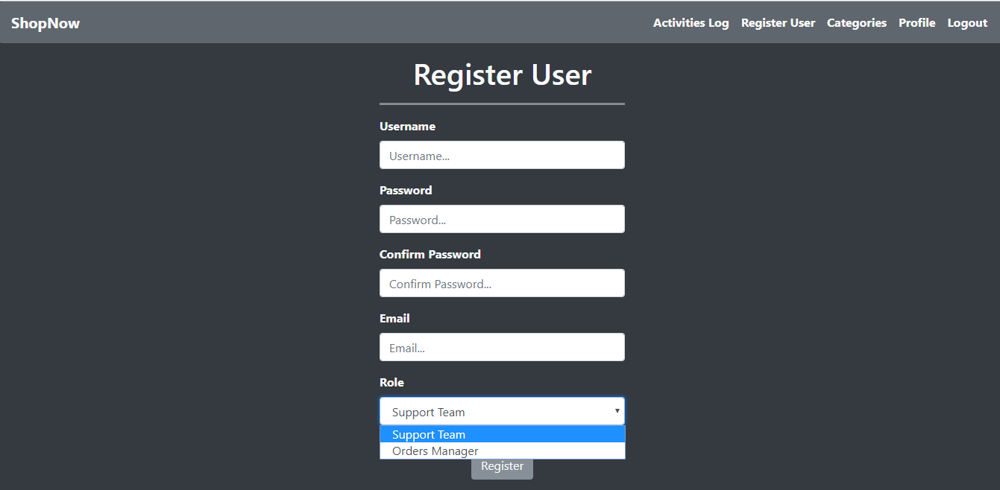 ShopNow
Activities Log Register User Categories Profile Logout
Register User
Username
Username...
Password
Password...
Confirm Password
Confirm Password...
Email
Email...
Role
Support Team
Support Team
Orders Manager
Register